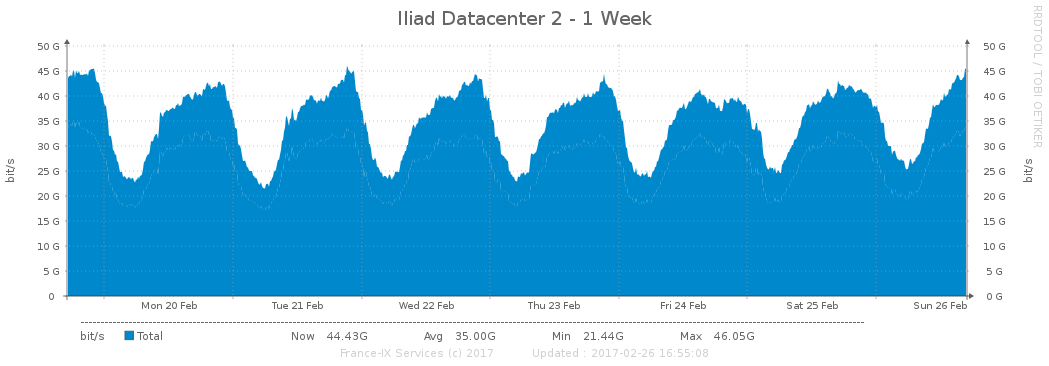 Iliad Datacenter 2 - 1 Week
RRDTOOL / TOBI OETIKER
bit/s
50 G 50 G
45 G 45 G
40 G 40 G
35 G 35 G
30 G 30 G
25 G 25 G
20 G 20 G
15 G 15 G
10 G 10 G
5 G 5 G
0 0 G
bit/s
Mon 20 Feb Tue 21 Feb Wed 22 Feb Thu 23 Feb Fri 24 Feb Sat 25 Feb Sun 26 Feb
bit/s Total Now 44.43G Avg 35.00G Min 21.44G Max 46.05G
France-IX Services (c) 2017 Updated : 2017-02-26 16:55:08